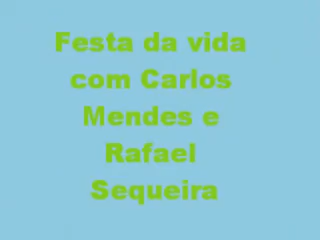 Festa da vida
com Carlos
Mendes e
Rafael
Sequeira